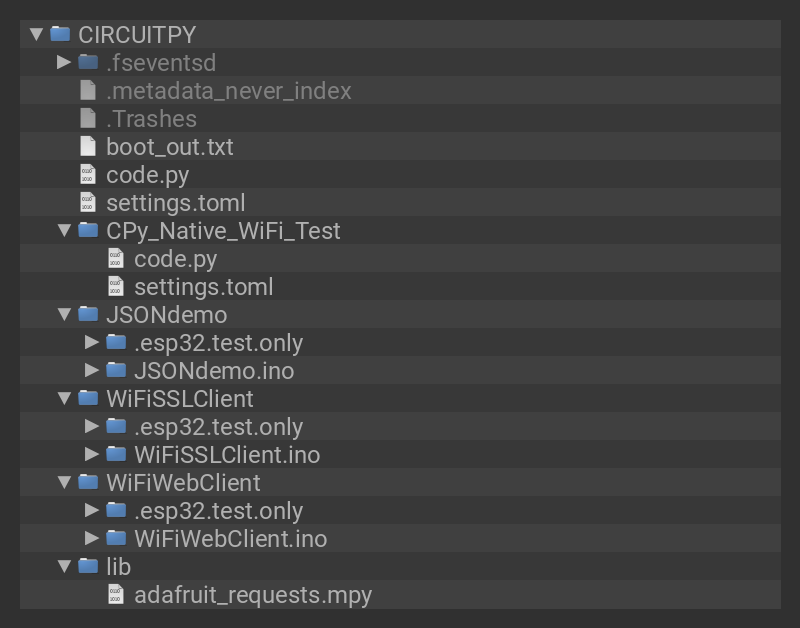 CIRCUITPY
.fseventsd
.metadata_never_index
.Trashes
boot_out.txt
code.py
settings.toml
CPy_Native_WiFi_Test
code.py
settings.toml
JSONdemo
.esp32.test.only
JSONdemo.ino
WiFiSSLClient
.esp32.test.only
WiFiSSLClient.ino
WiFiWebClient
.esp32.test.only
WiFiWebClient.ino
lib
adafruit_requests.mpy